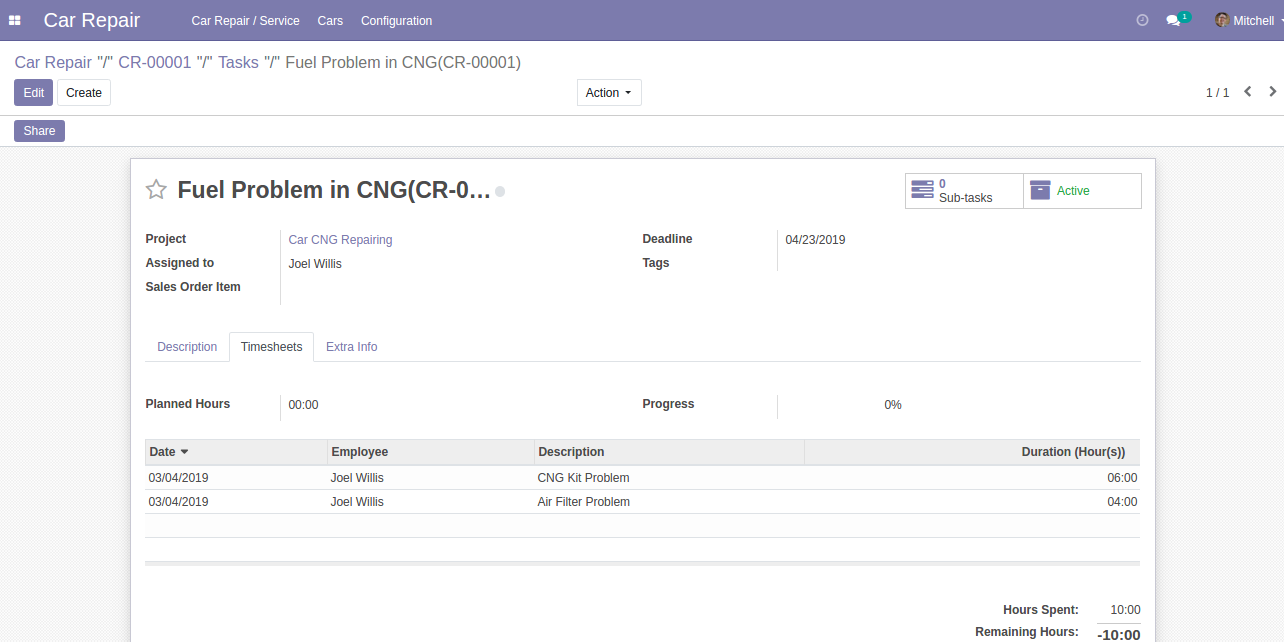 Car Repair Car Repair / Service Cars Configuration 1 Mitchell
Car Repair "/" CR-00001 "/" Tasks "/" Fuel Problem in CNG(CR-00001)
Edit Create Action 1 / 1
Share
Fuel Problem in CNG(CR-0...
0
Sub-tasks
Active
Project Car CNG Repairing Deadline 04/23/2019
Assigned to Joel Willis Tags
Sales Order Item
Description Timesheets Extra Info
Planned Hours 00:00 Progress 0%
Date Employee Description Duration (Hour(s))
03/04/2019 Joel Willis CNG Kit Problem 06:00
03/04/2019 Joel Willis Air Filter Problem 04:00
Hours Spent: 10:00
Remaining Hours: -10:00